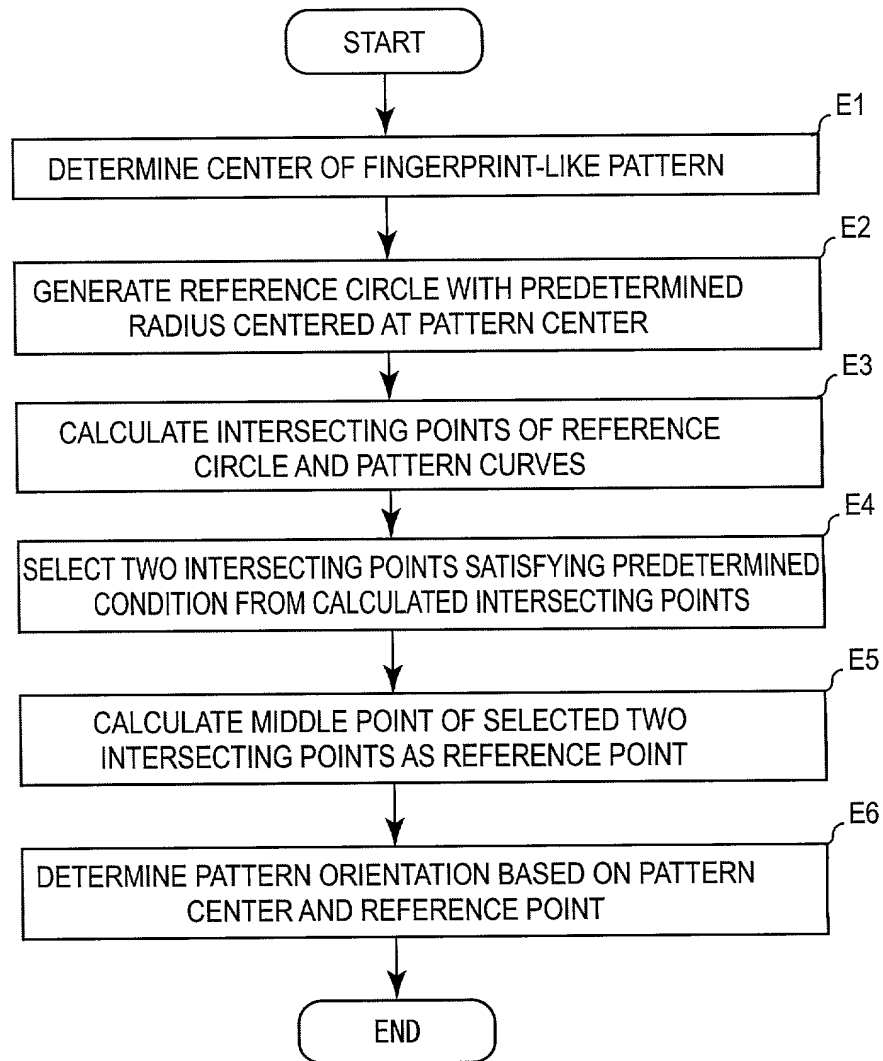 START
E1
DETERMINE CENTER OF FINGERPRINT-LIKE PATTERN
E2
GENERATE REFERENCE CIRCLE WITH PREDETERMINED
RADIUS CENTERED AT PATTERN CENTER
E3
CALCULATE INTERSECTING POINTS OF REFERENCE
CIRCLE AND PATTERN CURVES
E4
SELECT TWO INTERSECTING POINTS SATISFYING PREDETERMINED
CONDITION FROM CALCULATED INTERSECTING POINTS
E5
CALCULATE MIDDLE POINT OF SELECTED TWO
INTERSECTING POINTS AS REFERENCE POINT
E6
DETERMINE PATTERN ORIENTATION BASED ON PATTERN
CENTER AND REFERENCE POINT
END